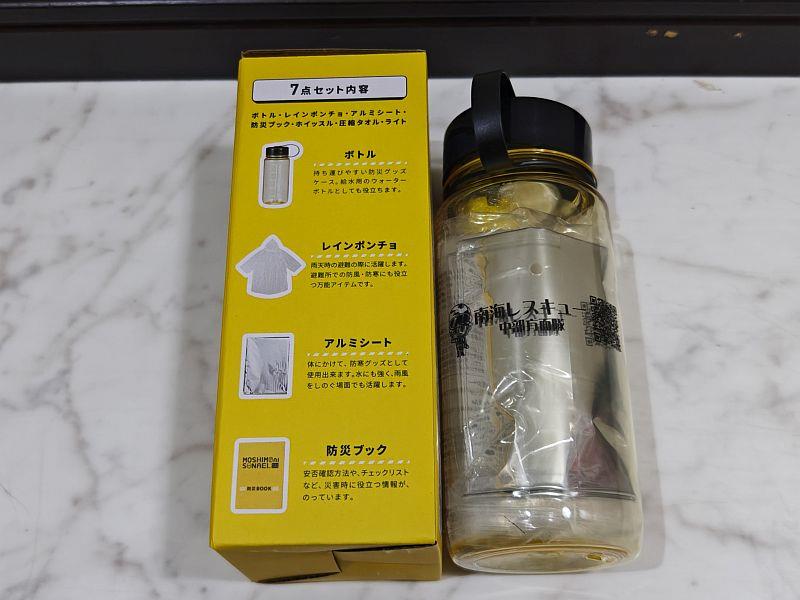 7点セット内容
ボトル・レインポンチョ・アルミシート・
防災ブック・ホイッスル・圧縮タオル・ライト
ボトル
持ち運びやすい防災グッズ
ケース。給水用のウォーター
ボトルとしても役立ちます。
レインポンチョ
雨天時の避難の際に活躍します。
避難所での防風・防寒にも役立
つ万能アイテムです。
アルミシート
体にかけて、防寒グッズとして
使用出来ます。水にも強く、雨風
をしのぐ場面でも活躍します。
防災ブック
安否確認方法や、チェックリスト
など、災害時に役立つ情報が、
のっています。
MOSHIMONI
SONAEL
防災BOOK
南海レスキュー
中部方面隊